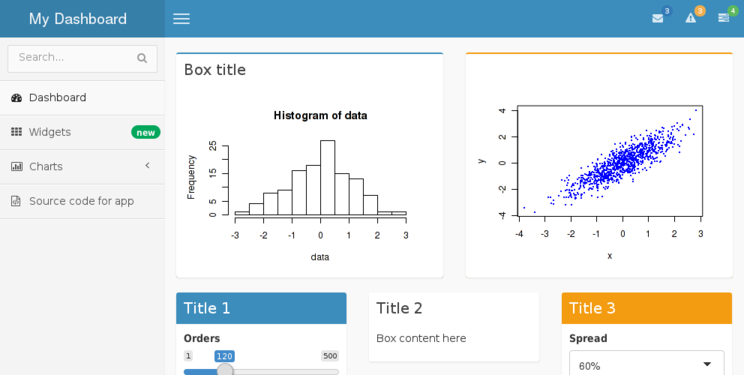 My Dashboard
3
3
4
Search...
Dashboard
Widgets
new
Charts
Source code for app
Box title
Histogram of data
Frequency
5
15
25
0
-3 -2 -1 0 1 2 3
data
y
4
2
0
-2
-4
-4 -3 -2 -1 0 1 2 3
x
Title 1
Orders
1 120 500
Title 2
Box content here
Title 3
Spread
60%